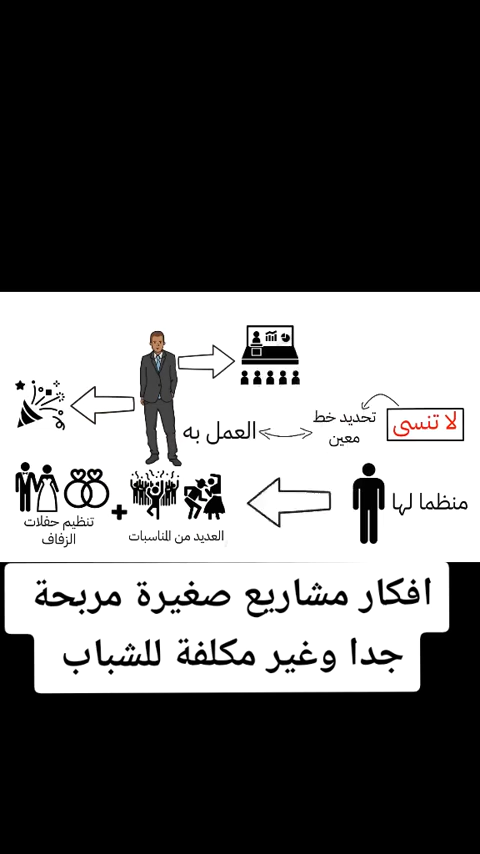 لا تنسى
تحديد خط
معين
العمل به
منظما لها
العديد من المناسبات
+
تنظيم حفلات
الزفاف
افكار مشاريع صغيرة مربحة
جدا وغير مكلفة للشباب